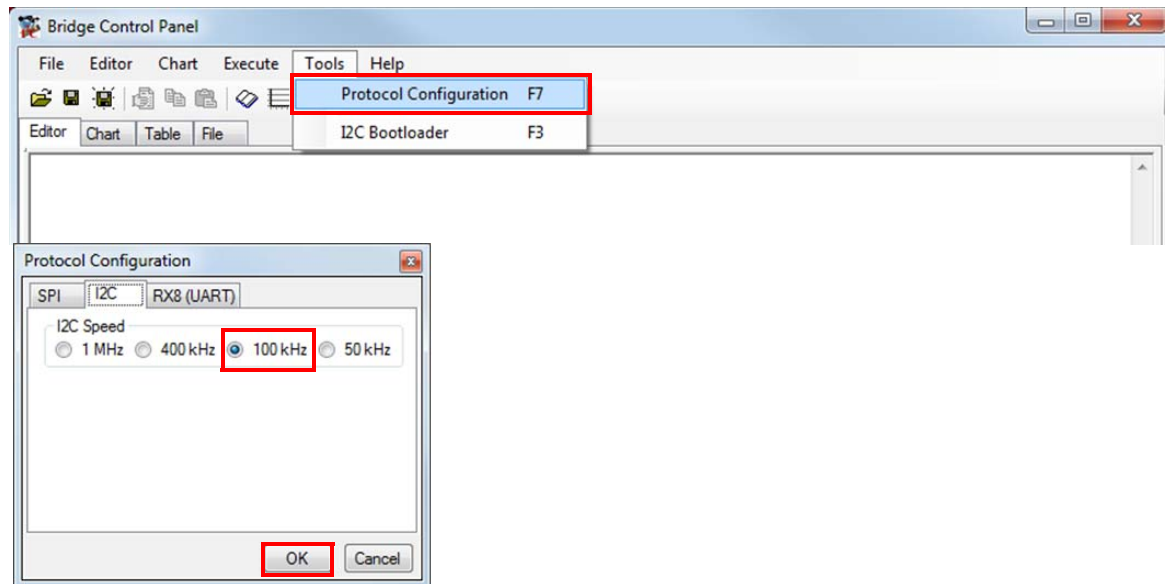 Bridge Control Panel
File Editor Chart Execute Tools Help
Protocol Configuration F7
Editor Chart Table File
I2C Bootloader F3
Protocol Configuration
SPI I2C RX8 (UART)
I2C Speed
1 MHz 400 kHz 100 kHz 50 kHz
OK Cancel